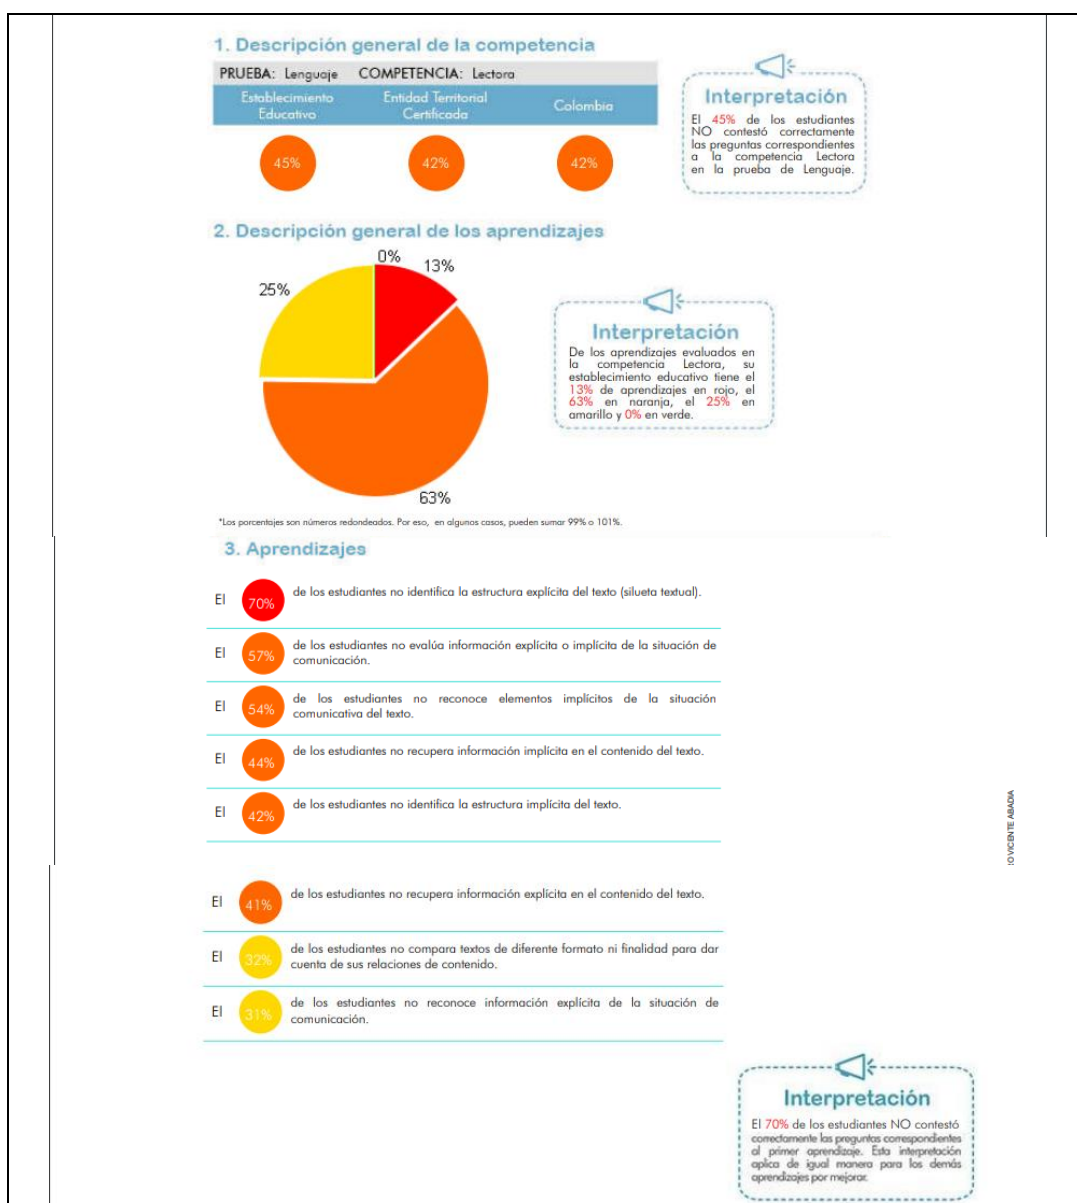 1. Descripción general de la competencia
PRUEBA: Lenguaje COMPETENCIA: Lectora
Establecimiento Educativo
Entidad Territorial Certificada
Colombia
45%
42%
42%
Interpretación
El 45% de los estudiantes
NO contestó correctamente
las preguntas correspondientes
a la competencia Lectora
en la prueba de Lenguaje.
2. Descripción general de los aprendizajes
0%
13%
25%
63%
Interpretación
De los aprendizajes evaluados en
la competencia Lectora, su
establecimiento educativo tiene el
13% de aprendizajes en rojo, el
63% en naranja, el 25% en
amarillo y 0% en verde.
*Los porcentajes son números redondeados. Por eso, en algunos casos, pueden sumar 99% o 101%.
3. Aprendizajes
El 70% de los estudiantes no identifica la estructura explícita del texto (silueta textual).
El 57% de los estudiantes no evalúa información explícita o implícita de la situación de
comunicación.
El 54% de los estudiantes no reconoce elementos implícitos de la situación
comunicativa del texto.
El 44% de los estudiantes no recupera información implícita en el contenido del texto.
El 42% de los estudiantes no identifica la estructura implícita del texto.
IO VICENTE ABADIA
El 41% de los estudiantes no recupera información explícita en el contenido del texto.
El 32% de los estudiantes no compara textos de diferente formato ni finalidad para dar
cuenta de sus relaciones de contenido.
El 31% de los estudiantes no reconoce información explícita de la situación de
comunicación.
Interpretación
El 70% de los estudiantes NO contestó
correctamente las preguntas correspondientes
al primer aprendizaje. Esta interpretación
aplica de igual manera para los demás
aprendizajes por mejorar.